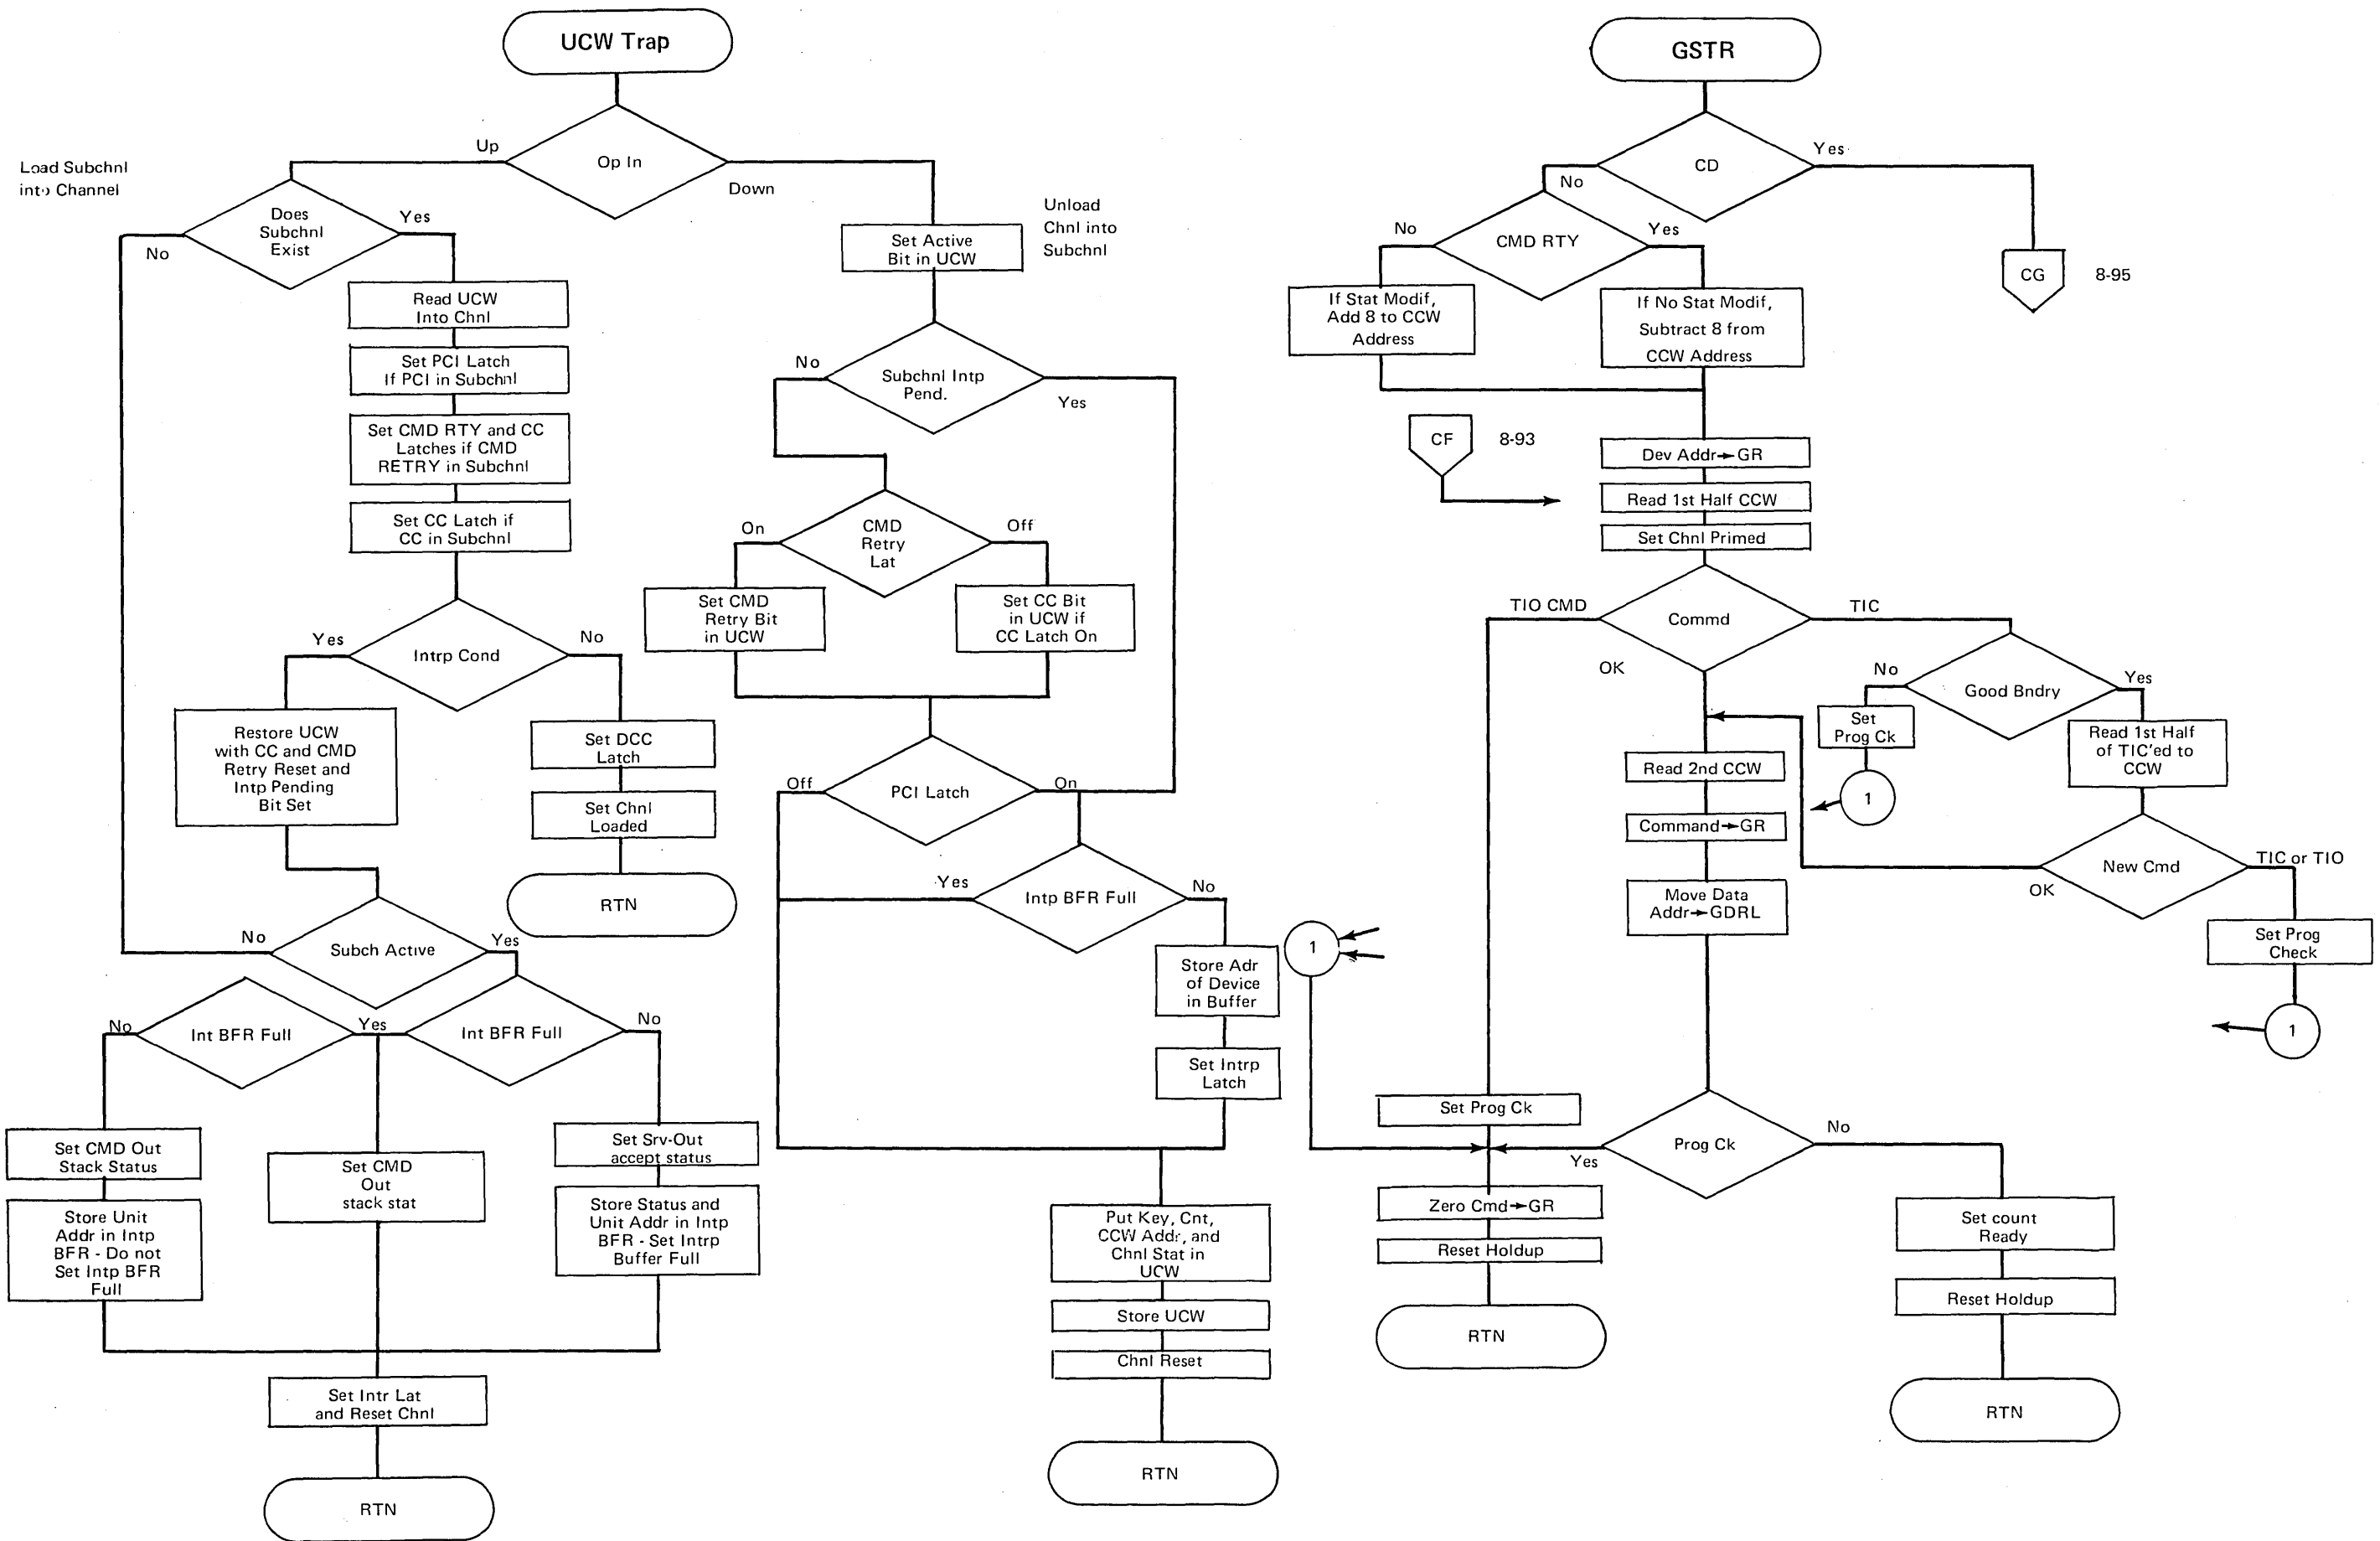 UCW Trap
Op In
Up
Down
Load Subchnl
into Channel
Does
Subchnl
Exist
No
Yes
Read UCW
Into Chnl
Set PCI Latch
If PCI in Subchnl
Set CMD RTY and CC
Latches if CMD
RETRY in Subchnl
Set CC Latch if
CC in Subchnl
Intrp Cond
Yes
No
Restore UCW
with CC and CMD
Retry Reset and
Intp Pending
Bit Set
Set DCC
Latch
Set Chnl
Loaded
RTN
Subch Active
No
Yes
Int BFR Full
No
Yes
Int BFR Full
No
Set CMD Out
Stack Status
Store Unit
Addr in Intp
BFR - Do not
Set Intp BFR
Full
Set CMD
Out
stack stat
Set Srv-Out
accept status
Store Status and
Unit Addr in Intp
BFR - Set Intrp
Buffer Full
Set Intr Lat
and Reset Chnl
RTN
Unload
Chnl into
Subchnl
Set Active
Bit in UCW
Subchnl Intp
Pend.
No
Yes
CMD
Retry
Lat
On
Off
Set CMD
Retry Bit
in UCW
Set CC Bit
in UCW if
CC Latch On
PCI Latch
Off
On
Intp BFR Full
Yes
No
Store Adr
of Device
in Buffer
Set Intrp
Latch
Put Key, Cnt,
CCW Addr, and
Chnl Stat in
UCW
Store UCW
Chnl Reset
RTN
GSTR
CD
Yes
No
CG
8-95
CMD RTY
No
Yes
If Stat Modif,
Add 8 to CCW
Address
If No Stat Modif,
Subtract 8 from
CCW Address
CF
8-93
Dev Addr→GR
Read 1st Half CCW
Set Chnl Primed
Commd
TIO CMD
TIC
OK
Good Bndry
No
Yes
Set
Prog Ck
1
Read 1st Half
of TIC'ed to
CCW
New Cmd
OK
TIC or TIO
Set Prog
Check
1
Read 2nd CCW
Command→GR
Move Data
Addr→GDRL
1
Set Prog Ck
Prog Ck
Yes
No
Zero Cmd→GR
Reset Holdup
RTN
Set count
Ready
Reset Holdup
RTN